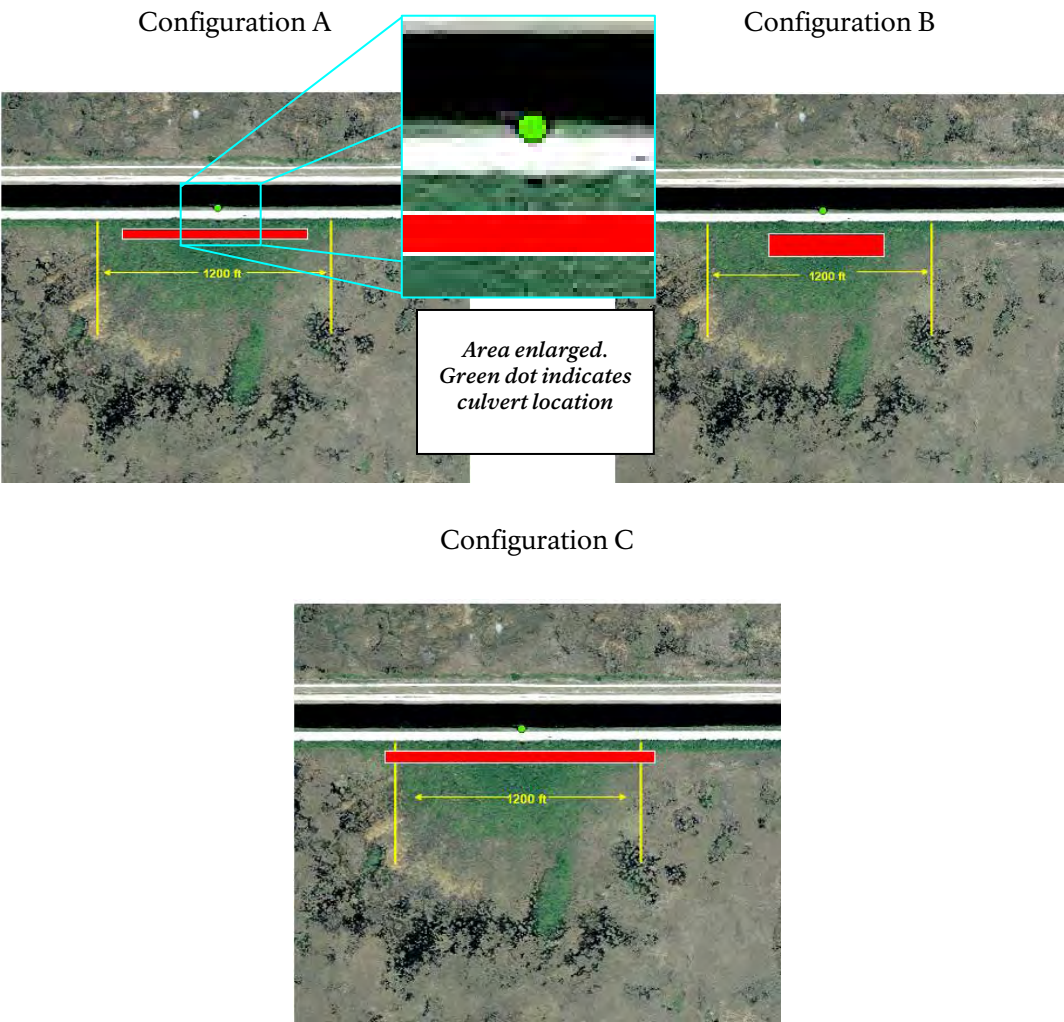 Configuration A
Configuration B
1200 ft
1200 ft
Area enlarged.
Green dot indicates
culvert location
Configuration C
1200 ft